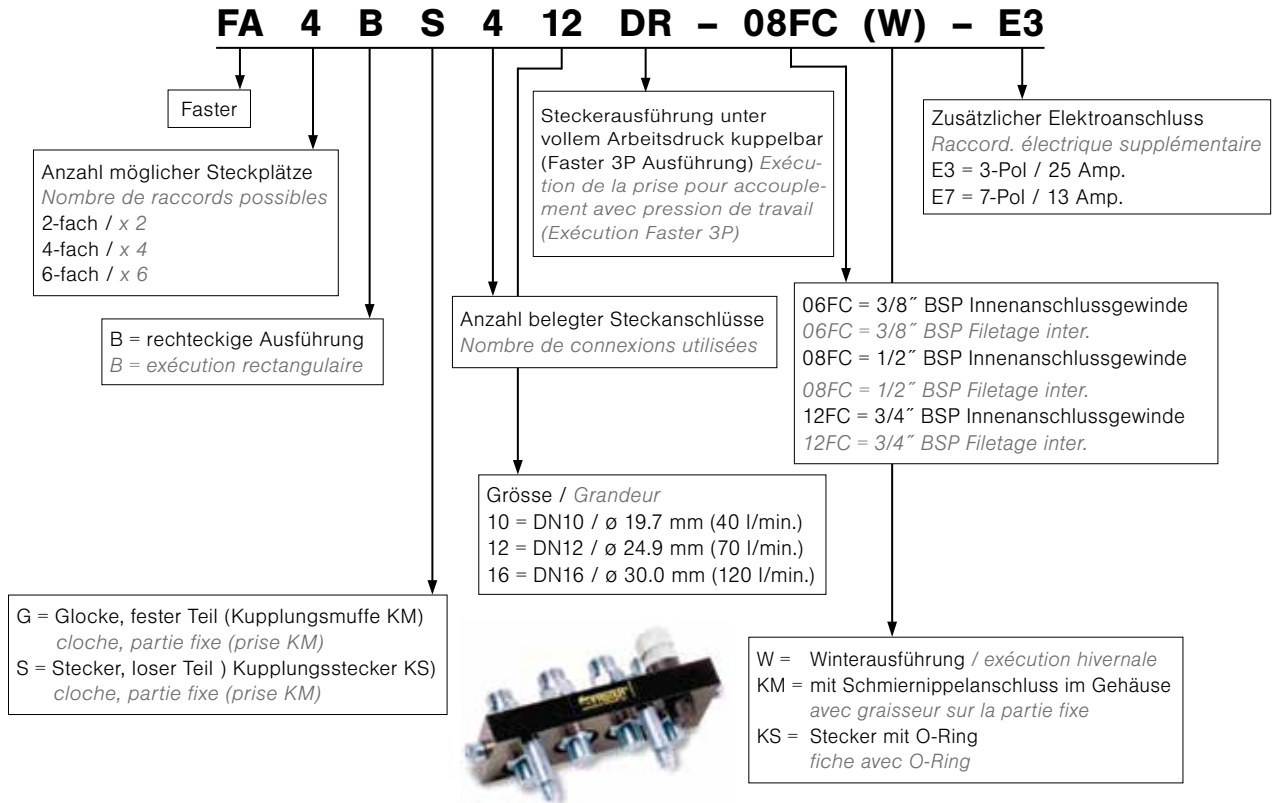 FA 4 B S 4 12 DR – 08FC (W) – E3
Faster
Anzahl möglicher Steckplätze
Nombre de raccords possibles
2-fach / x 2
4-fach / x 4
6-fach / x 6
B = rechteckige Ausführung
B = exécution rectangulaire
G = Glocke, fester Teil (Kupplungsmuffe KM)
cloche, partie fixe (prise KM)
S = Stecker, loser Teil ) Kupplungsstecker KS)
cloche, partie fixe (prise KM)
Anzahl belegter Steckanschlüsse
Nombre de connexions utilisées
Grösse / Grandeur
10 = DN10 / ø 19.7 mm (40 l/min.)
12 = DN12 / ø 24.9 mm (70 l/min.)
16 = DN16 / ø 30.0 mm (120 l/min.)
Steckerausführung unter
vollem Arbeitsdruck kuppelbar
(Faster 3P Ausführung) Exécu-
tion de la prise pour accouple-
ment avec pression de travail
(Exécution Faster 3P)
06FC = 3/8˝ BSP Innenanschlussgewinde
06FC = 3/8˝ BSP Filetage inter.
08FC = 1/2˝ BSP Innenanschlussgewinde
08FC = 1/2˝ BSP Filetage inter.
12FC = 3/4˝ BSP Innenanschlussgewinde
12FC = 3/4˝ BSP Filetage inter.
W = Winterausführung / exécution hivernale
KM = mit Schmiernippelanschluss im Gehäuse
avec graisseur sur la partie fixe
KS = Stecker mit O-Ring
fiche avec O-Ring
Zusätzlicher Elektroanschluss
Raccord. électrique supplémentaire
E3 = 3-Pol / 25 Amp.
E7 = 7-Pol / 13 Amp.